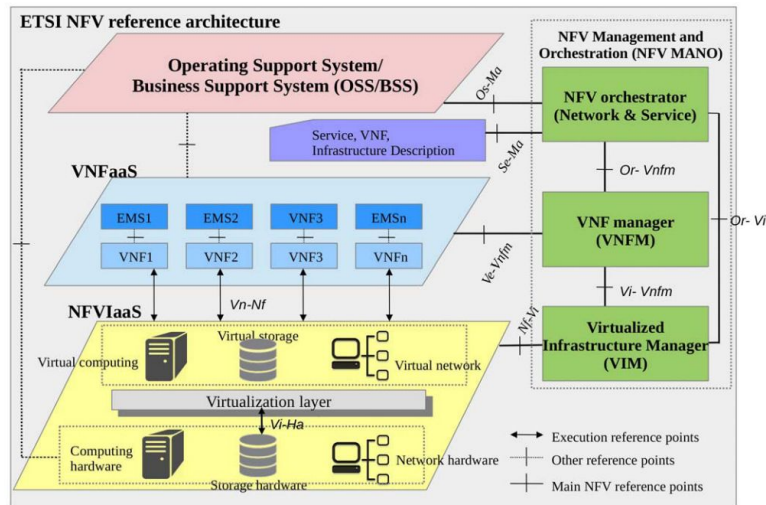 ETSI NFV reference architecture
Operating Support System/
Business Support System (OSS/BSS)
Os-Ma
NFV Management and
Orchestration (NFV MANO)
NFV orchestrator
(Network & Service)
Service, VNF,
Infrastructure Description
Se-Ma
Or- Vnfm
Or- Vi
VNFaaS
EMS1
EMS2
VNF3
EMSn
VNF1
VNF2
VNF3
VNFn
Ve-Vnfm
VNF manager
(VNFM)
Vn-Nf
Vi- Vnfm
NFVIaaS
Nf-Vi
Virtualized
Infrastructure Manager
(VIM)
Virtual storage
Virtual computing
Virtual network
Virtualization layer
Vi-Ha
Computing
hardware
Storage hardware
Network hardware
Execution reference points
Other reference points
Main NFV reference points